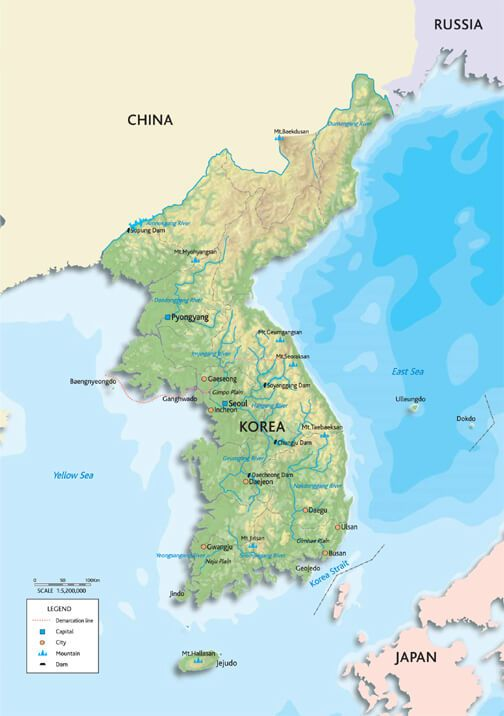 RUSSIA
CHINA
Mt.Baekdusan
Dumangang River
Amnokgang River
Supung Dam
Mt.Myohyangsan
Daedonggang River
Pyongyang
Mt.Geumgangsan
Imjingang River
Mt.Seoraksan
East Sea
Baengnyeongdo
Gaeseong
Soyanggang Dam
Gimpo Plain
Ganghwado
Seoul
Hangang River
Ulleungdo
Incheon
Dokdo
KOREA
Mt.Taebaeksan
Chungju Dam
Geumgang River
Yellow Sea
Daecheong Dam
Daejeon
Nakdonggang River
Daegu
Ulsan
Mt.Jirisan
Gimhae Plain
Gwangju
Yeongsangang River
Seomjingang River
Busan
Naju Plain
Geojedo
Korea Strait
0 50 100km
SCALE 1:5,200,000
Jindo
LEGEND
Demarcation line
Capital
City
Mountain
Dam
Mt.Hallasan
Jejudo
JAPAN